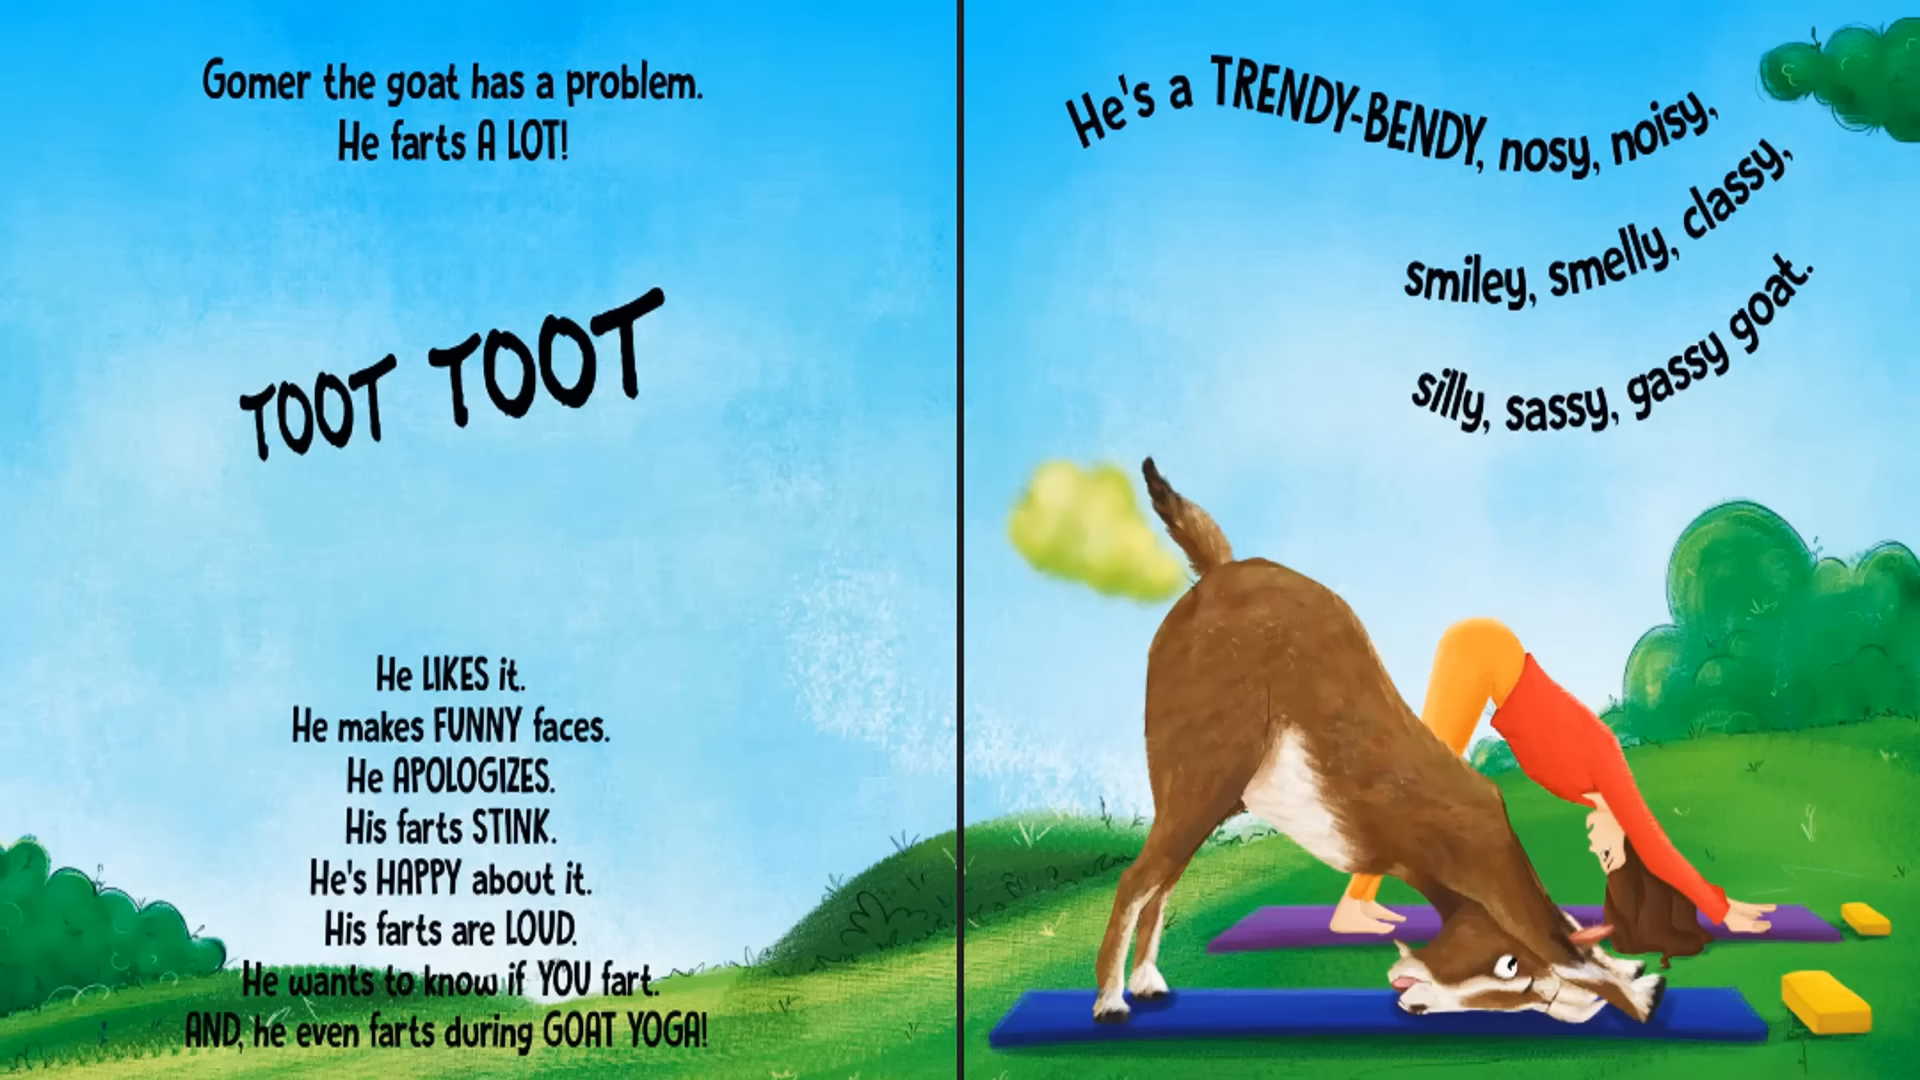 Gomer the goat has a problem.
He farts A LOT!
TOOT TOOT
He LIKES it.
He makes FUNNY faces.
He APOLOGIZES.
His farts STINK.
He's HAPPY about it.
His farts are LOUD.
He wants to know if YOU fart.
AND, he even farts during GOAT YOGA!
He's a TRENDY-BENDY, nosy, noisy,
smiley, smelly, classy,
silly, sassy, gassy goat.